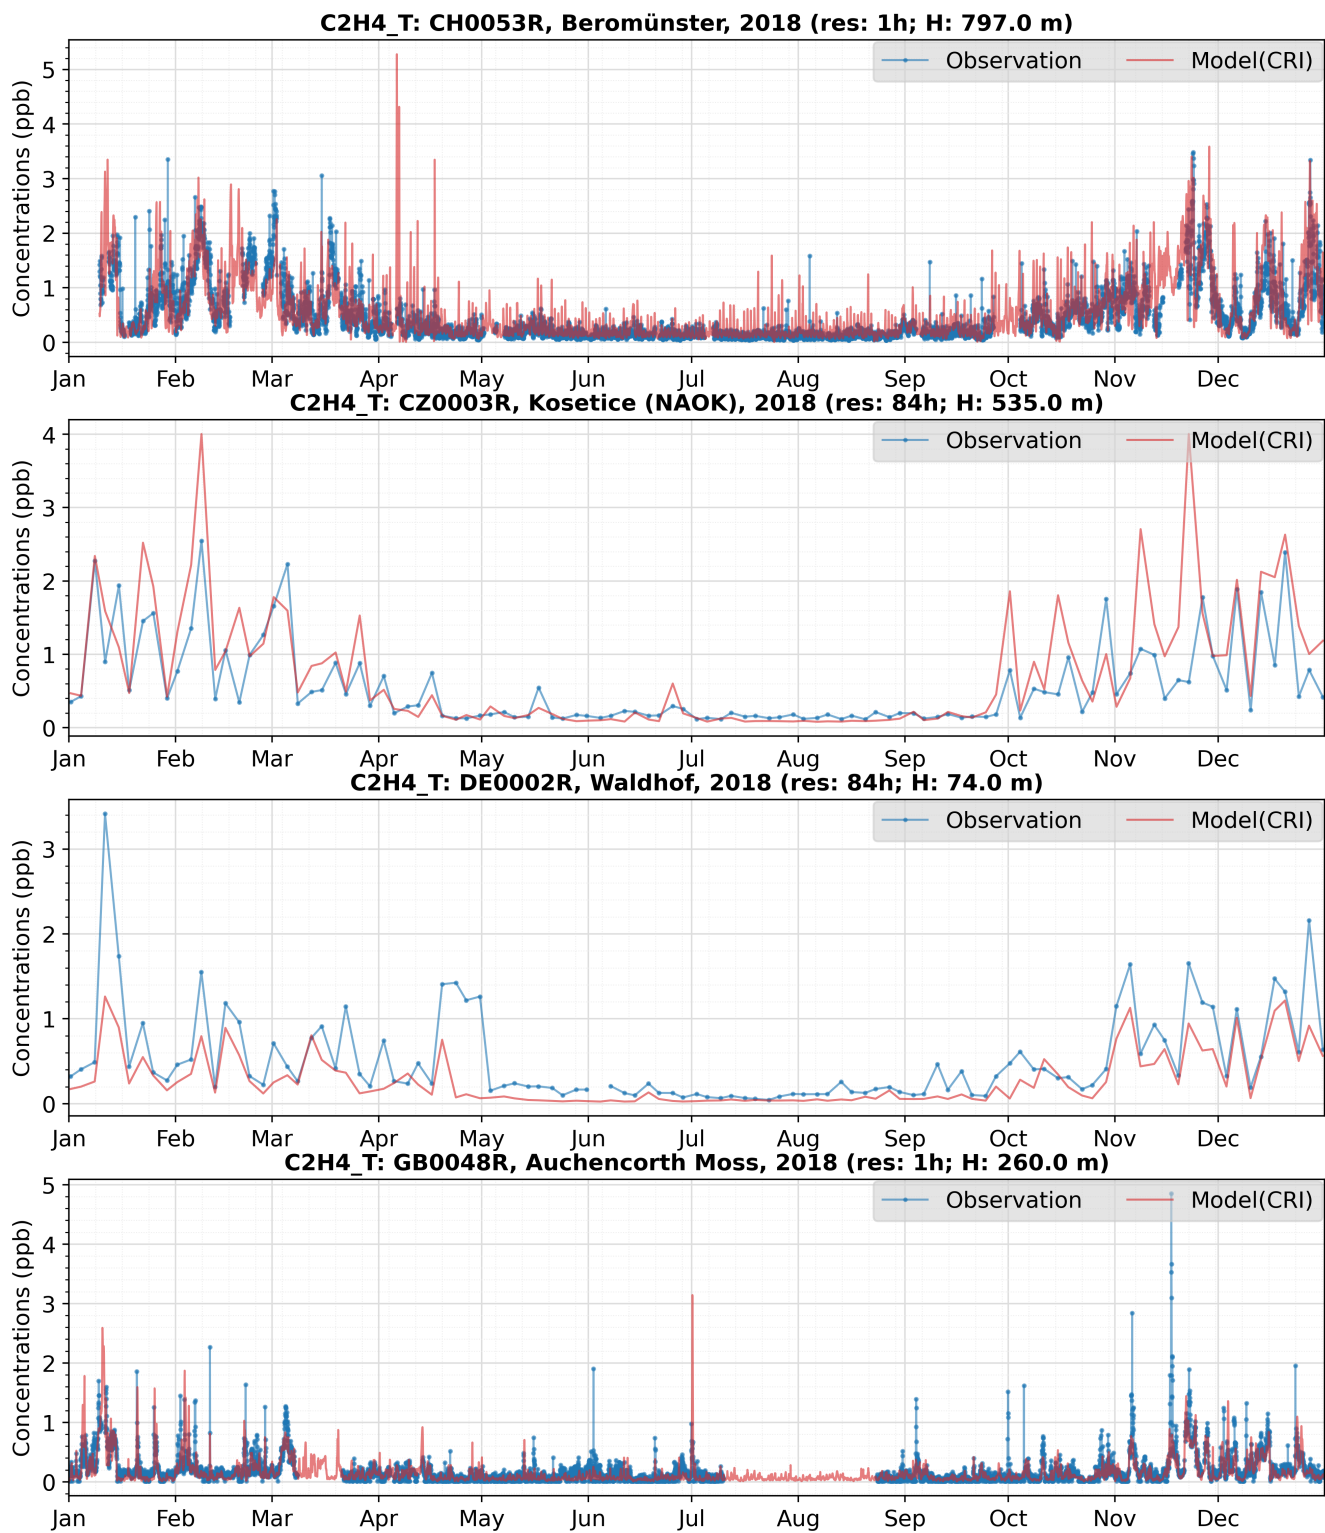 C2H4_T: CH0053R, Beromünster, 2018 (res: 1h; H: 797.0 m)
Observation Model(CRI)
Concentrations (ppb)
5
4
3
2
1
0
Jan Feb Mar Apr May Jun Jul Aug Sep Oct Nov Dec
C2H4_T: CZ0003R, Kosetice (NAOK), 2018 (res: 84h; H: 535.0 m)
Observation Model(CRI)
Concentrations (ppb)
4
3
2
1
0
Jan Feb Mar Apr May Jun Jul Aug Sep Oct Nov Dec
C2H4_T: DE0002R, Waldhof, 2018 (res: 84h; H: 74.0 m)
Observation Model(CRI)
Concentrations (ppb)
3
2
1
0
Jan Feb Mar Apr May Jun Jul Aug Sep Oct Nov Dec
C2H4_T: GB0048R, Auchencorth Moss, 2018 (res: 1h; H: 260.0 m)
Observation Model(CRI)
Concentrations (ppb)
5
4
3
2
1
0
Jan Feb Mar Apr May Jun Jul Aug Sep Oct Nov Dec